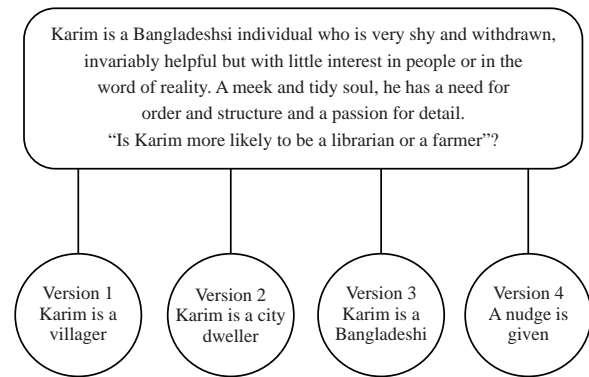 Karim is a Bangladeshsi individual who is very shy and withdrawn,
invariably helpful but with little interest in people or in the
word of reality. A meek and tidy soul, he has a need for
order and structure and a passion for detail.
“Is Karim more likely to be a librarian or a farmer”?
Version 1
Karim is a
villager
Version 2
Karim is a city
dweller
Version 3
Karim is a
Bangladeshi
Version 4
A nudge is
given